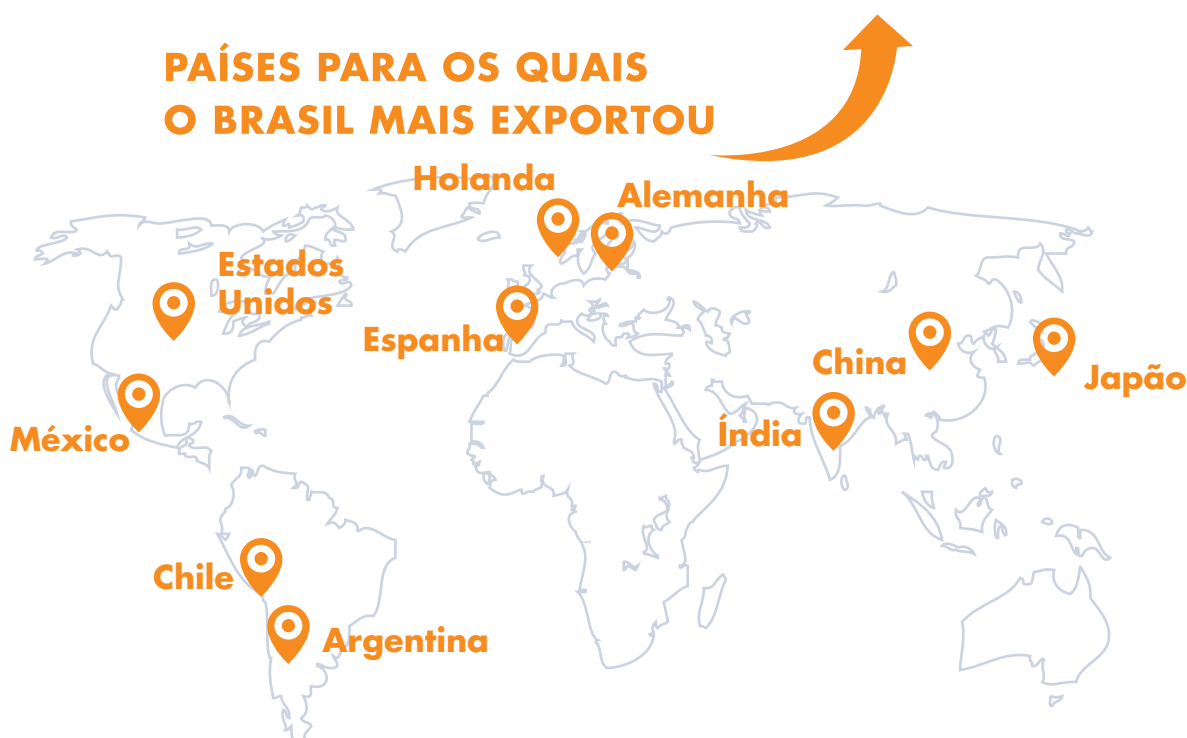 PAÍSES PARA OS QUAIS
O BRASIL MAIS EXPORTOU
Holanda
Alemanha
Estados
Unidos
Espanha
China
Japão
México
Índia
Chile
Argentina